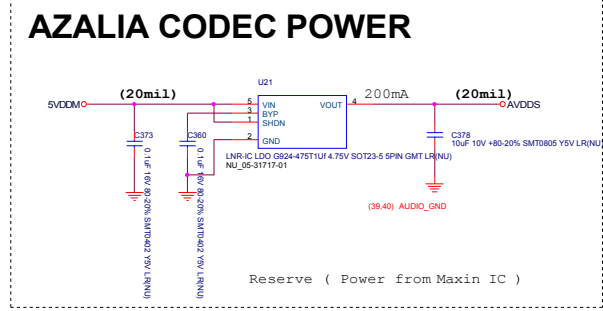 AZALIA CODEC POWER
U21
5VDDM
(20mil)
5
3
1
2
VIN
BYP
SHDN
GND
VOUT
4
200mA
(20mil)
AVDDS
C373
0.1uF 16V 80-20% SMT0402 Y5V LR(NU)
C360
0.1uF 16V 80-20% SMT0402 Y5V LR(NU)
C378
10uF 10V +80-20% SMT0805 Y5V LR(NU)
LNR-IC LDO G924-475T1Uf 4.75V SOT23-5 5PIN GMT LR(NU)
NU_05-31717-01
(39,40) AUDIO_GND
Reserve ( Power from Maxin IC )